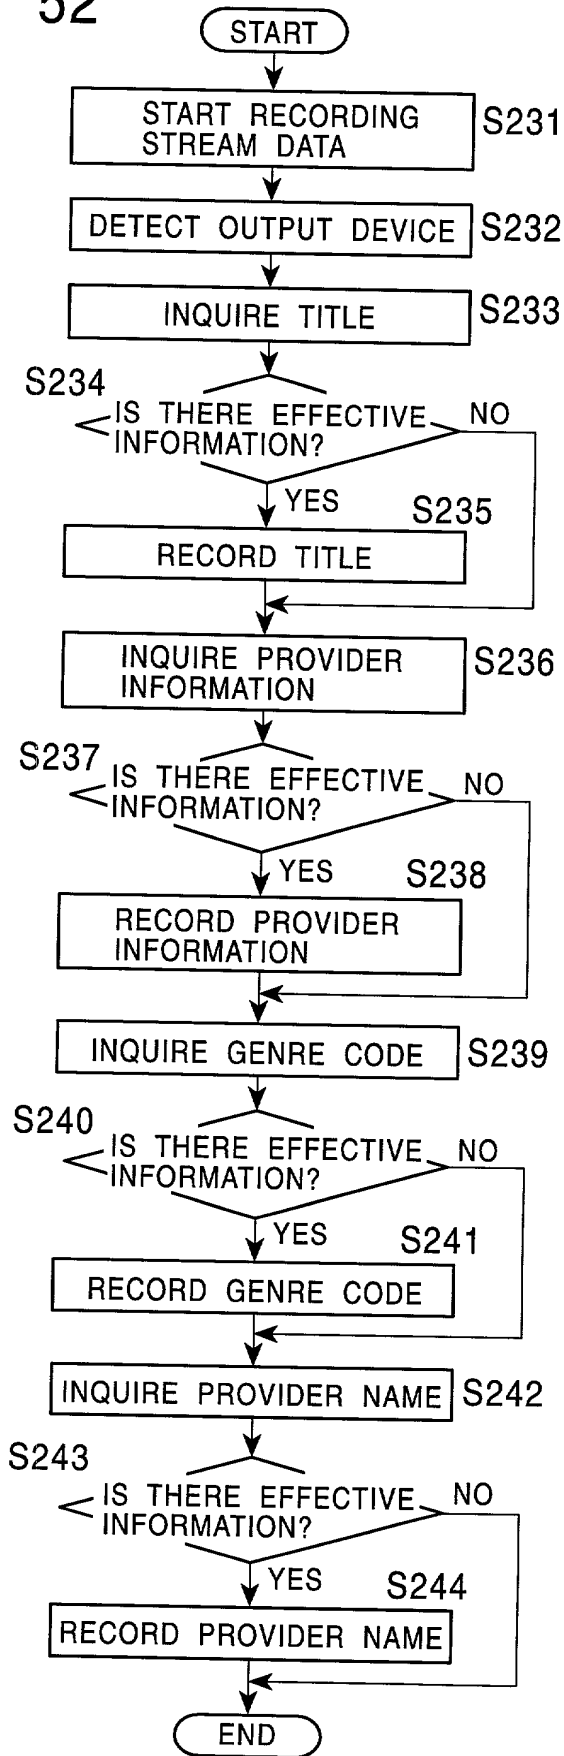 52
START
START RECORDING
STREAM DATA
S231
DETECT OUTPUT DEVICE
S232
INQUIRE TITLE
S233
S234
IS THERE EFFECTIVE
INFORMATION?
NO
YES
S235
RECORD TITLE
INQUIRE PROVIDER
INFORMATION
S236
S237
IS THERE EFFECTIVE
INFORMATION?
NO
YES
S238
RECORD PROVIDER
INFORMATION
INQUIRE GENRE CODE
S239
S240
IS THERE EFFECTIVE
INFORMATION?
NO
YES
S241
RECORD GENRE CODE
INQUIRE PROVIDER NAME
S242
S243
IS THERE EFFECTIVE
INFORMATION?
NO
YES
S244
RECORD PROVIDER NAME
END